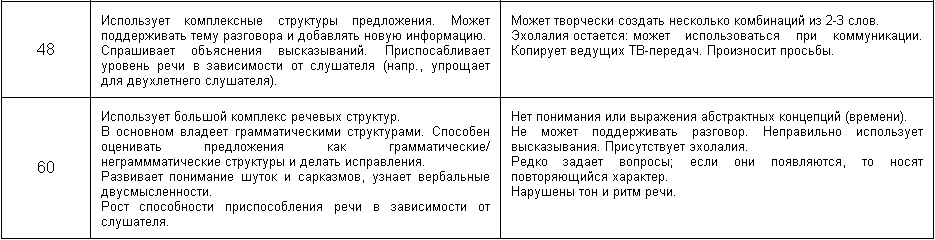 48
Использует комплексные структуры предложения. Может
поддерживать тему разговора и добавлять новую информацию.
Спрашивает объяснения высказываний. Приспосабливает
уровень речи в зависимости от слушателя (напр., упрощает
для двухлетнего слушателя).
Может творчески создать несколько комбинаций из 2-3 слов.
Эхолалия остается: может использоваться при коммуникации.
Копирует ведущих ТВ-передач. Произносит просьбы.
60
Использует большой комплекс речевых структур.
В основном владеет грамматическими структурами. Способен
оценивать предложения как грамматические/
неграммматические структуры и делать исправления.
Развивает понимание шуток и сарказмов, узнает вербальные
двусмысленности.
Рост способности приспособления речи в зависимости от
слушателя.
Нет понимания или выражения абстрактных концепций (времени).
Не может поддерживать разговор. Неправильно использует
высказывания. Присутствует эхолалия.
Редко задает вопросы; если они появляются, то носят
повторяющийся характер.
Нарушены тон и ритм речи.